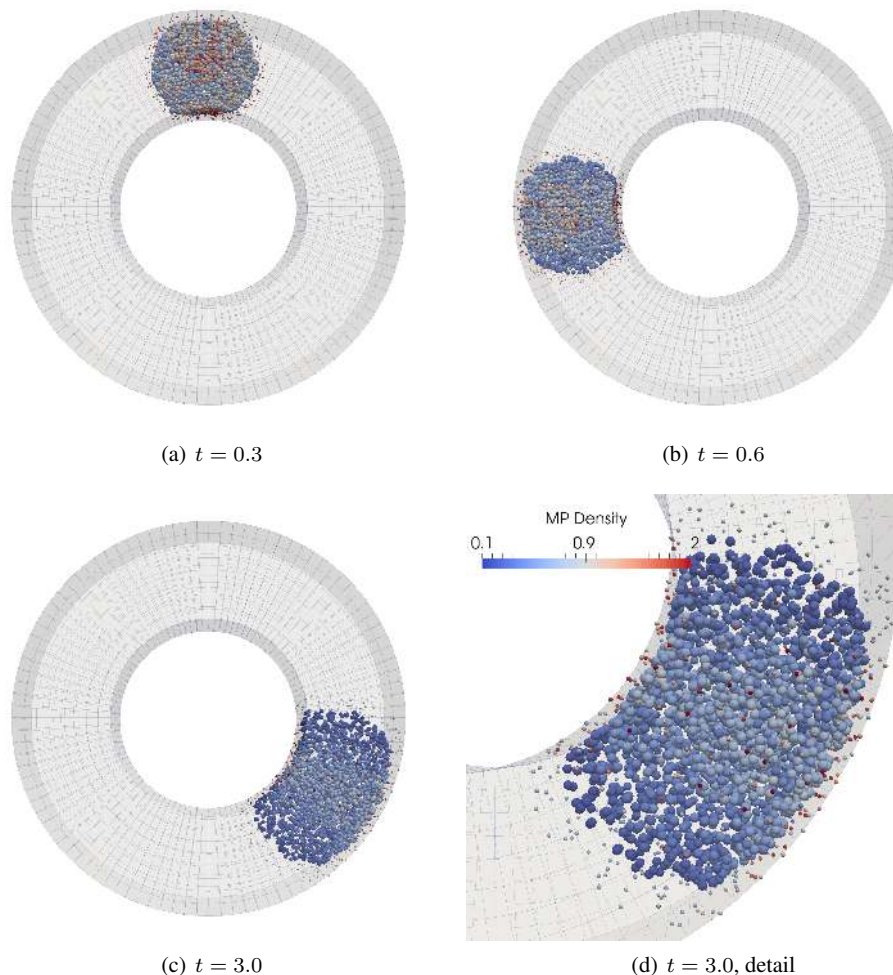 (a) t = 0.3
(b) t = 0.6
MP Density
0.1 0.9 2
(c) t = 3.0
(d) t = 3.0, detail